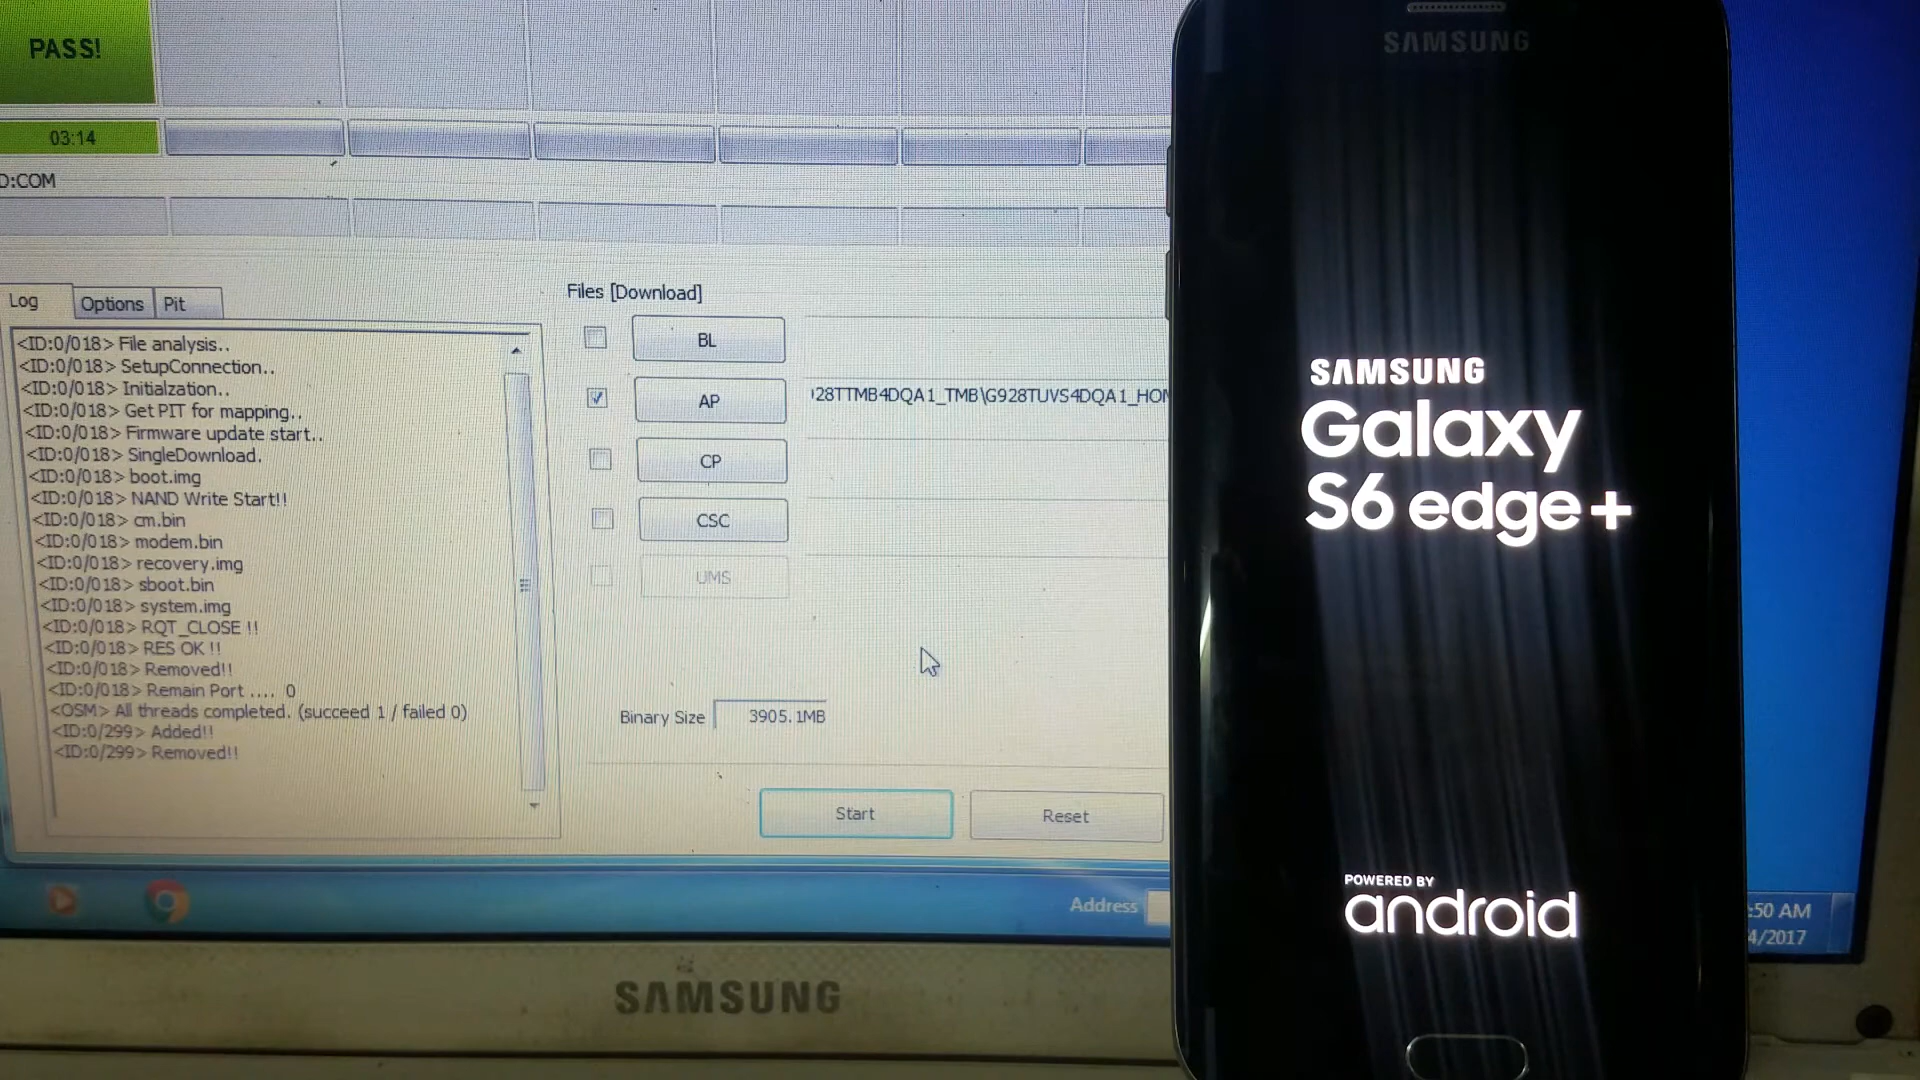 PASS!
03:14
D:COM
Log
Options
Pit
<ID:0/018> File analysis..
<ID:0/018> SetupConnection..
<ID:0/018> Initialzation..
<ID:0/018> Get PIT for mapping..
<ID:0/018> Firmware update start..
<ID:0/018> SingleDownload.
<ID:0/018> boot.img
<ID:0/018> NAND Write Start!!
<ID:0/018> cm.bin
<ID:0/018> modem.bin
<ID:0/018> recovery.img
<ID:0/018> sboot.bin
<ID:0/018> system.img
<ID:0/018> RQT_CLOSE !!
<ID:0/018> RES OK !!
<ID:0/018> Removed!!
<ID:0/018> Remain Port .... 0
<OSM> All threads completed. (succeed 1 / failed 0)
<ID:0/299> Added!!
<ID:0/299> Removed!!
Files [Download]
BL
AP
28TTMB4DQA1_TMB\G928TUVS4DQA1_HOM
CP
CSC
UMS
Binary Size
3905.1MB
Start
Reset
Address
:50 AM
4/2017
SAMSUNG
SAMSUNG
SAMSUNG
Galaxy
S6 edge+
POWERED BY
android